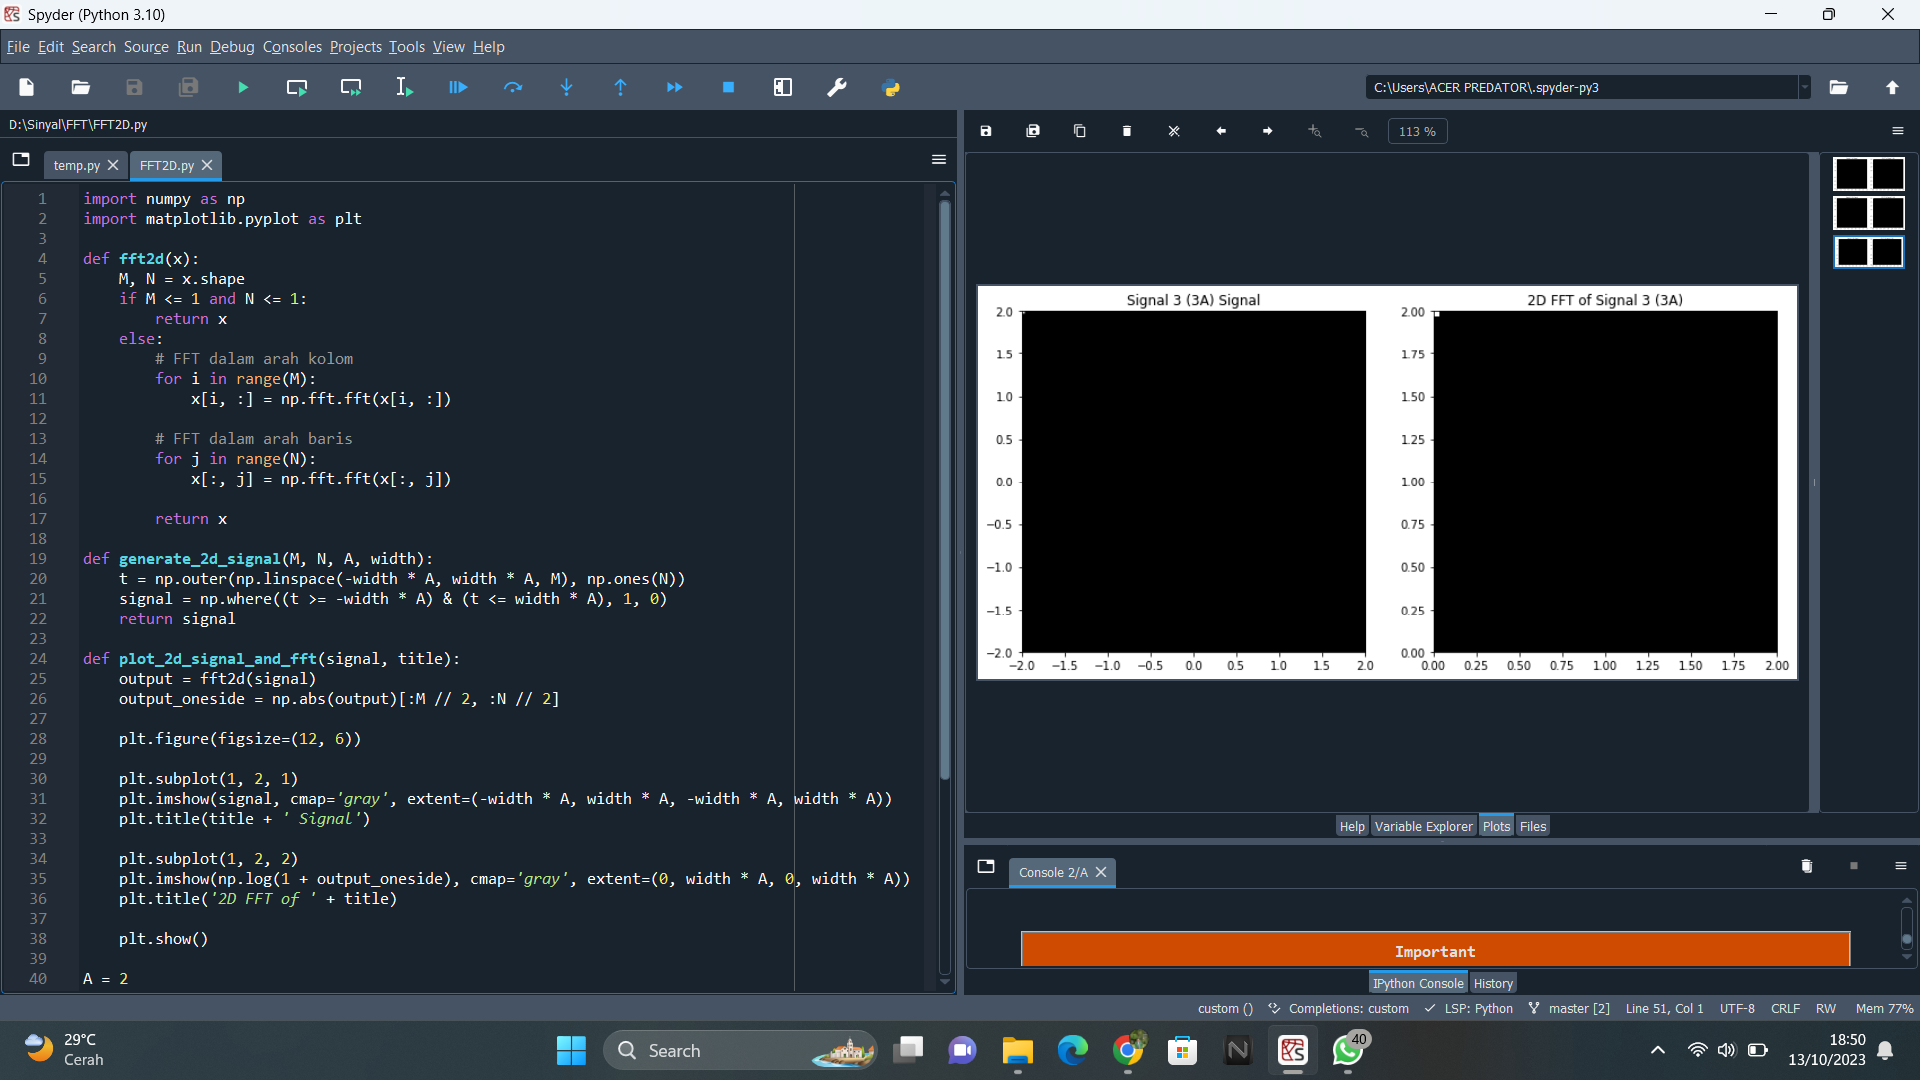 Spyder (Python 3.10)
File Edit Search Source Run Debug Consoles Projects Tools View Help
C:\Users\ACER PREDATOR\.spyder-py3
D:\Sinyal\FFT\FFT2D.py
temp.py
FFT2D.py
1 import numpy as np
2 import matplotlib.pyplot as plt
3
4 def fft2d(x):
5     M, N = x.shape
6     if M <= 1 and N <= 1:
7         return x
8     else:
9         # FFT dalam arah kolom
10         for i in range(M):
11             x[i, :] = np.fft.fft(x[i, :])
12
13         # FFT dalam arah baris
14         for j in range(N):
15             x[:, j] = np.fft.fft(x[:, j])
16
17         return x
18
19 def generate_2d_signal(M, N, A, width):
20     t = np.outer(np.linspace(-width * A, width * A, M), np.ones(N))
21     signal = np.where((t >= -width * A) & (t <= width * A), 1, 0)
22     return signal
23
24 def plot_2d_signal_and_fft(signal, title):
25     output = fft2d(signal)
26     output_oneside = np.abs(output)[:M // 2, :N // 2]
27
28     plt.figure(figsize=(12, 6))
29
30     plt.subplot(1, 2, 1)
31     plt.imshow(signal, cmap='gray', extent=(-width * A, width * A, -width * A, width * A))
32     plt.title(title + ' Signal')
33
34     plt.subplot(1, 2, 2)
35     plt.imshow(np.log(1 + output_oneside), cmap='gray', extent=(0, width * A, 0, width * A))
36     plt.title('2D FFT of ' + title)
37
38     plt.show()
39
40 A = 2
113 %
Signal 3 (3A) Signal
2.0
1.5
1.0
0.5
0.0
−0.5
−1.0
−1.5
−2.0
−2.0 −1.5 −1.0 −0.5 0.0 0.5 1.0 1.5 2.0
2D FFT of Signal 3 (3A)
2.00
1.75
1.50
1.25
1.00
0.75
0.50
0.25
0.00
0.00 0.25 0.50 0.75 1.00 1.25 1.50 1.75 2.00
Help Variable Explorer Plots Files
Console 2/A
Important
IPython Console History
custom () Completions: custom LSP: Python master [2] Line 51, Col 1 UTF-8 CRLF RW Mem 77%
29°C
Cerah
Search
40
18:50
13/10/2023